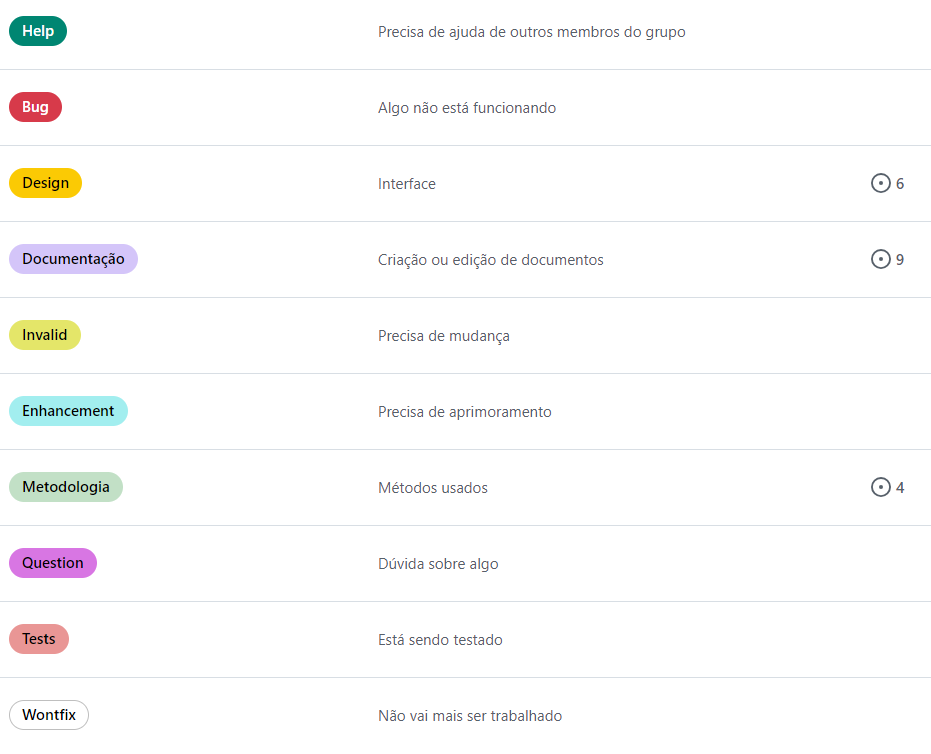 Help Precisa de ajuda de outros membros do grupo
Bug Algo não está funcionando
Design Interface 6
Documentação Criação ou edição de documentos 9
Invalid Precisa de mudança
Enhancement Precisa de aprimoramento
Metodologia Métodos usados 4
Question Dúvida sobre algo
Tests Está sendo testado
Wontfix Não vai mais ser trabalhado